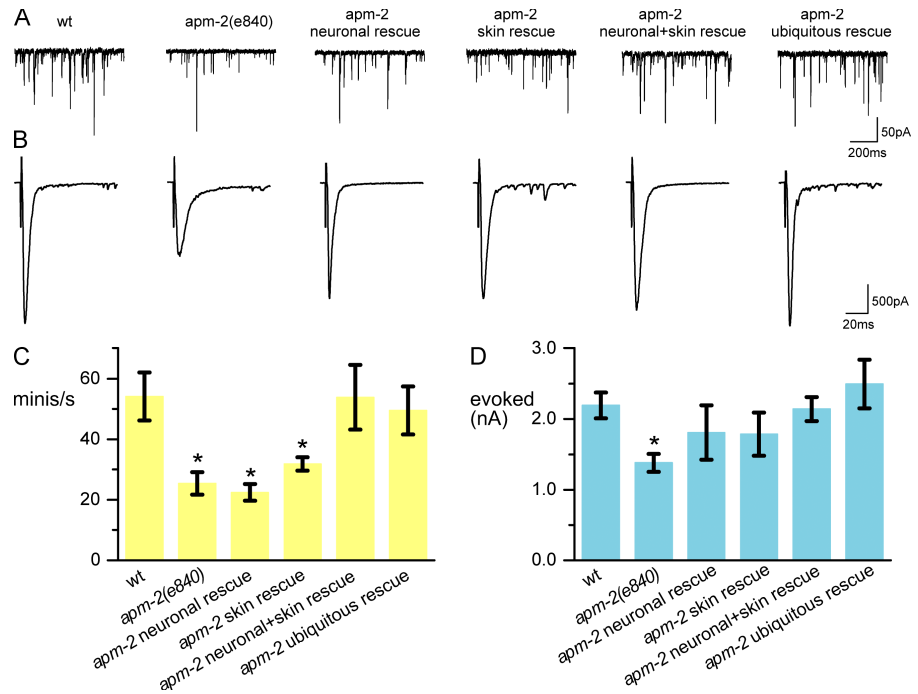 A
wt
apm-2(e840)
apm-2
neuronal rescue
apm-2
skin rescue
apm-2
neuronal+skin rescue
apm-2
ubiquitous rescue
50pA
200ms
B
500pA
20ms
C
minis/s
60
40
20
0
*
*
*
wt
apm-2(e840)
apm-2 neuronal rescue
apm-2 skin rescue
apm-2 neuronal+skin rescue
apm-2 ubiquitous rescue
D
evoked
(nA)
3.0
2.0
1.0
0.0
*
wt
apm-2(e840)
apm-2 neuronal rescue
apm-2 skin rescue
apm-2 neuronal+skin rescue
apm-2 ubiquitous rescue